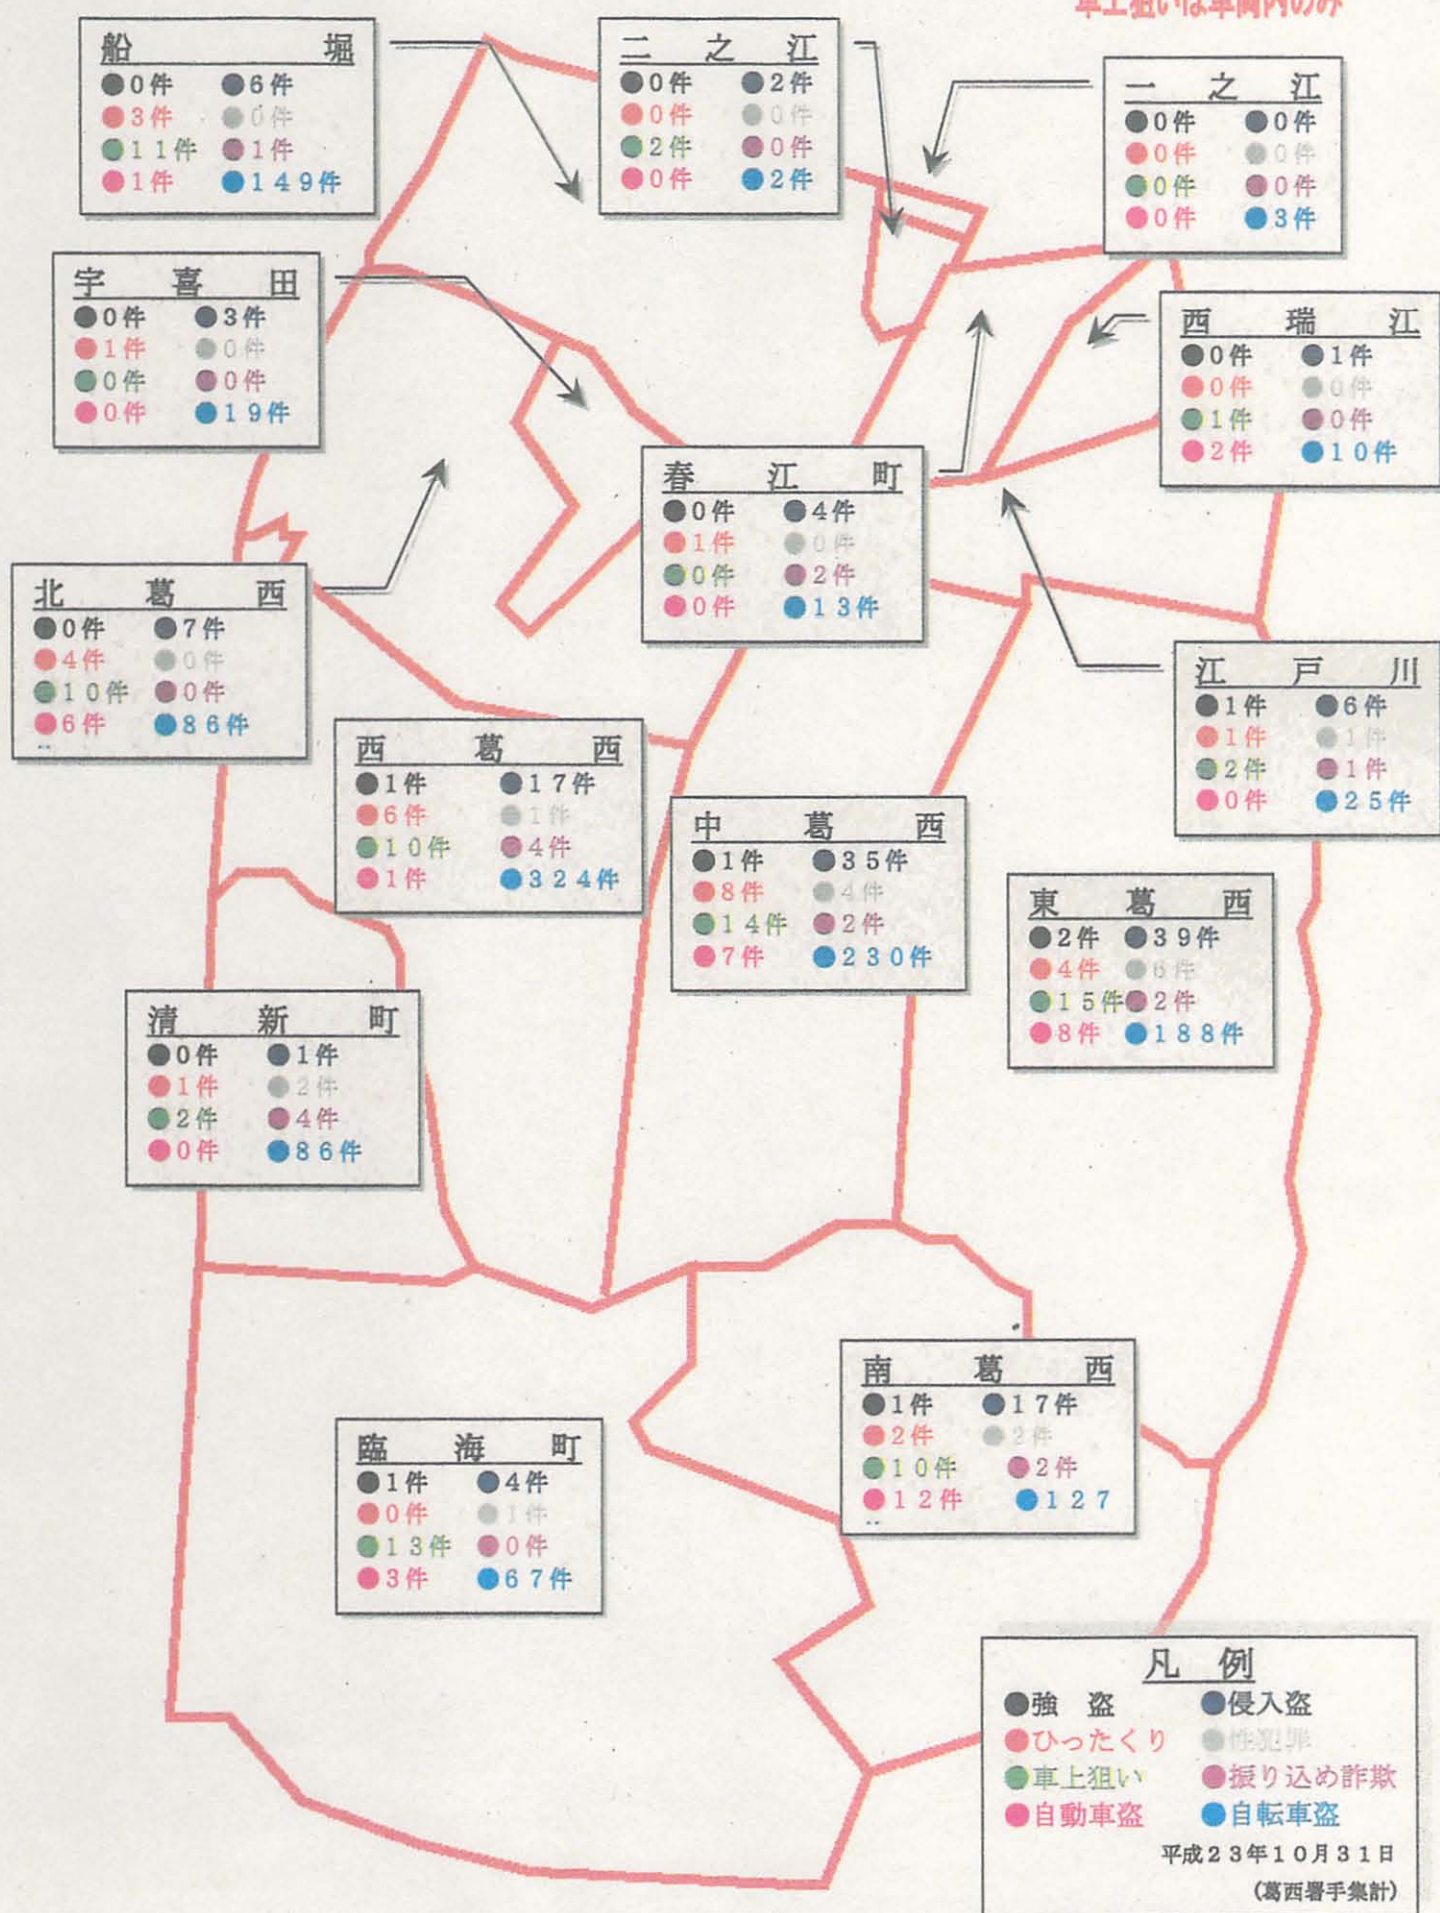 車上狙いは車両内のみ
船堀
●0件 ●6件
●3件 ●0件
●11件 ●1件
●1件 ●149件
二之江
●0件 ●2件
●0件 ●0件
●2件 ●0件
●0件 ●2件
一之江
●0件 ●0件
●0件 ●0件
●0件 ●0件
●0件 ●3件
宇喜田
●0件 ●3件
●1件 ●0件
●0件 ●0件
●0件 ●19件
西瑞江
●0件 ●1件
●0件 ●0件
●1件 ●0件
●2件 ●10件
春江町
●0件 ●4件
●1件 ●0件
●0件 ●2件
●0件 ●13件
北葛西
●0件 ●7件
●4件 ●0件
●10件 ●0件
●6件 ●86件
江戸川
●1件 ●6件
●1件 ●1件
●2件 ●1件
●0件 ●25件
西葛西
●1件 ●17件
●6件 ●1件
●10件 ●4件
●1件 ●324件
中葛西
●1件 ●35件
●8件 ●4件
●14件 ●2件
●7件 ●230件
東葛西
●2件 ●39件
●4件 ●6件
●15件 ●2件
●8件 ●188件
清新町
●0件 ●1件
●1件 ●2件
●2件 ●4件
●0件 ●86件
南葛西
●1件 ●17件
●2件 ●2件
●10件 ●2件
●12件 ●127
臨海町
●1件 ●4件
●0件 ●1件
●13件 ●0件
●3件 ●67件
凡例
●強盗 ●侵入盗
●ひったくり ●性犯罪
●車上狙い ●振り込め詐欺
●自動車盗 ●自転車盗
平成23年10月31日
(葛西署手集計)